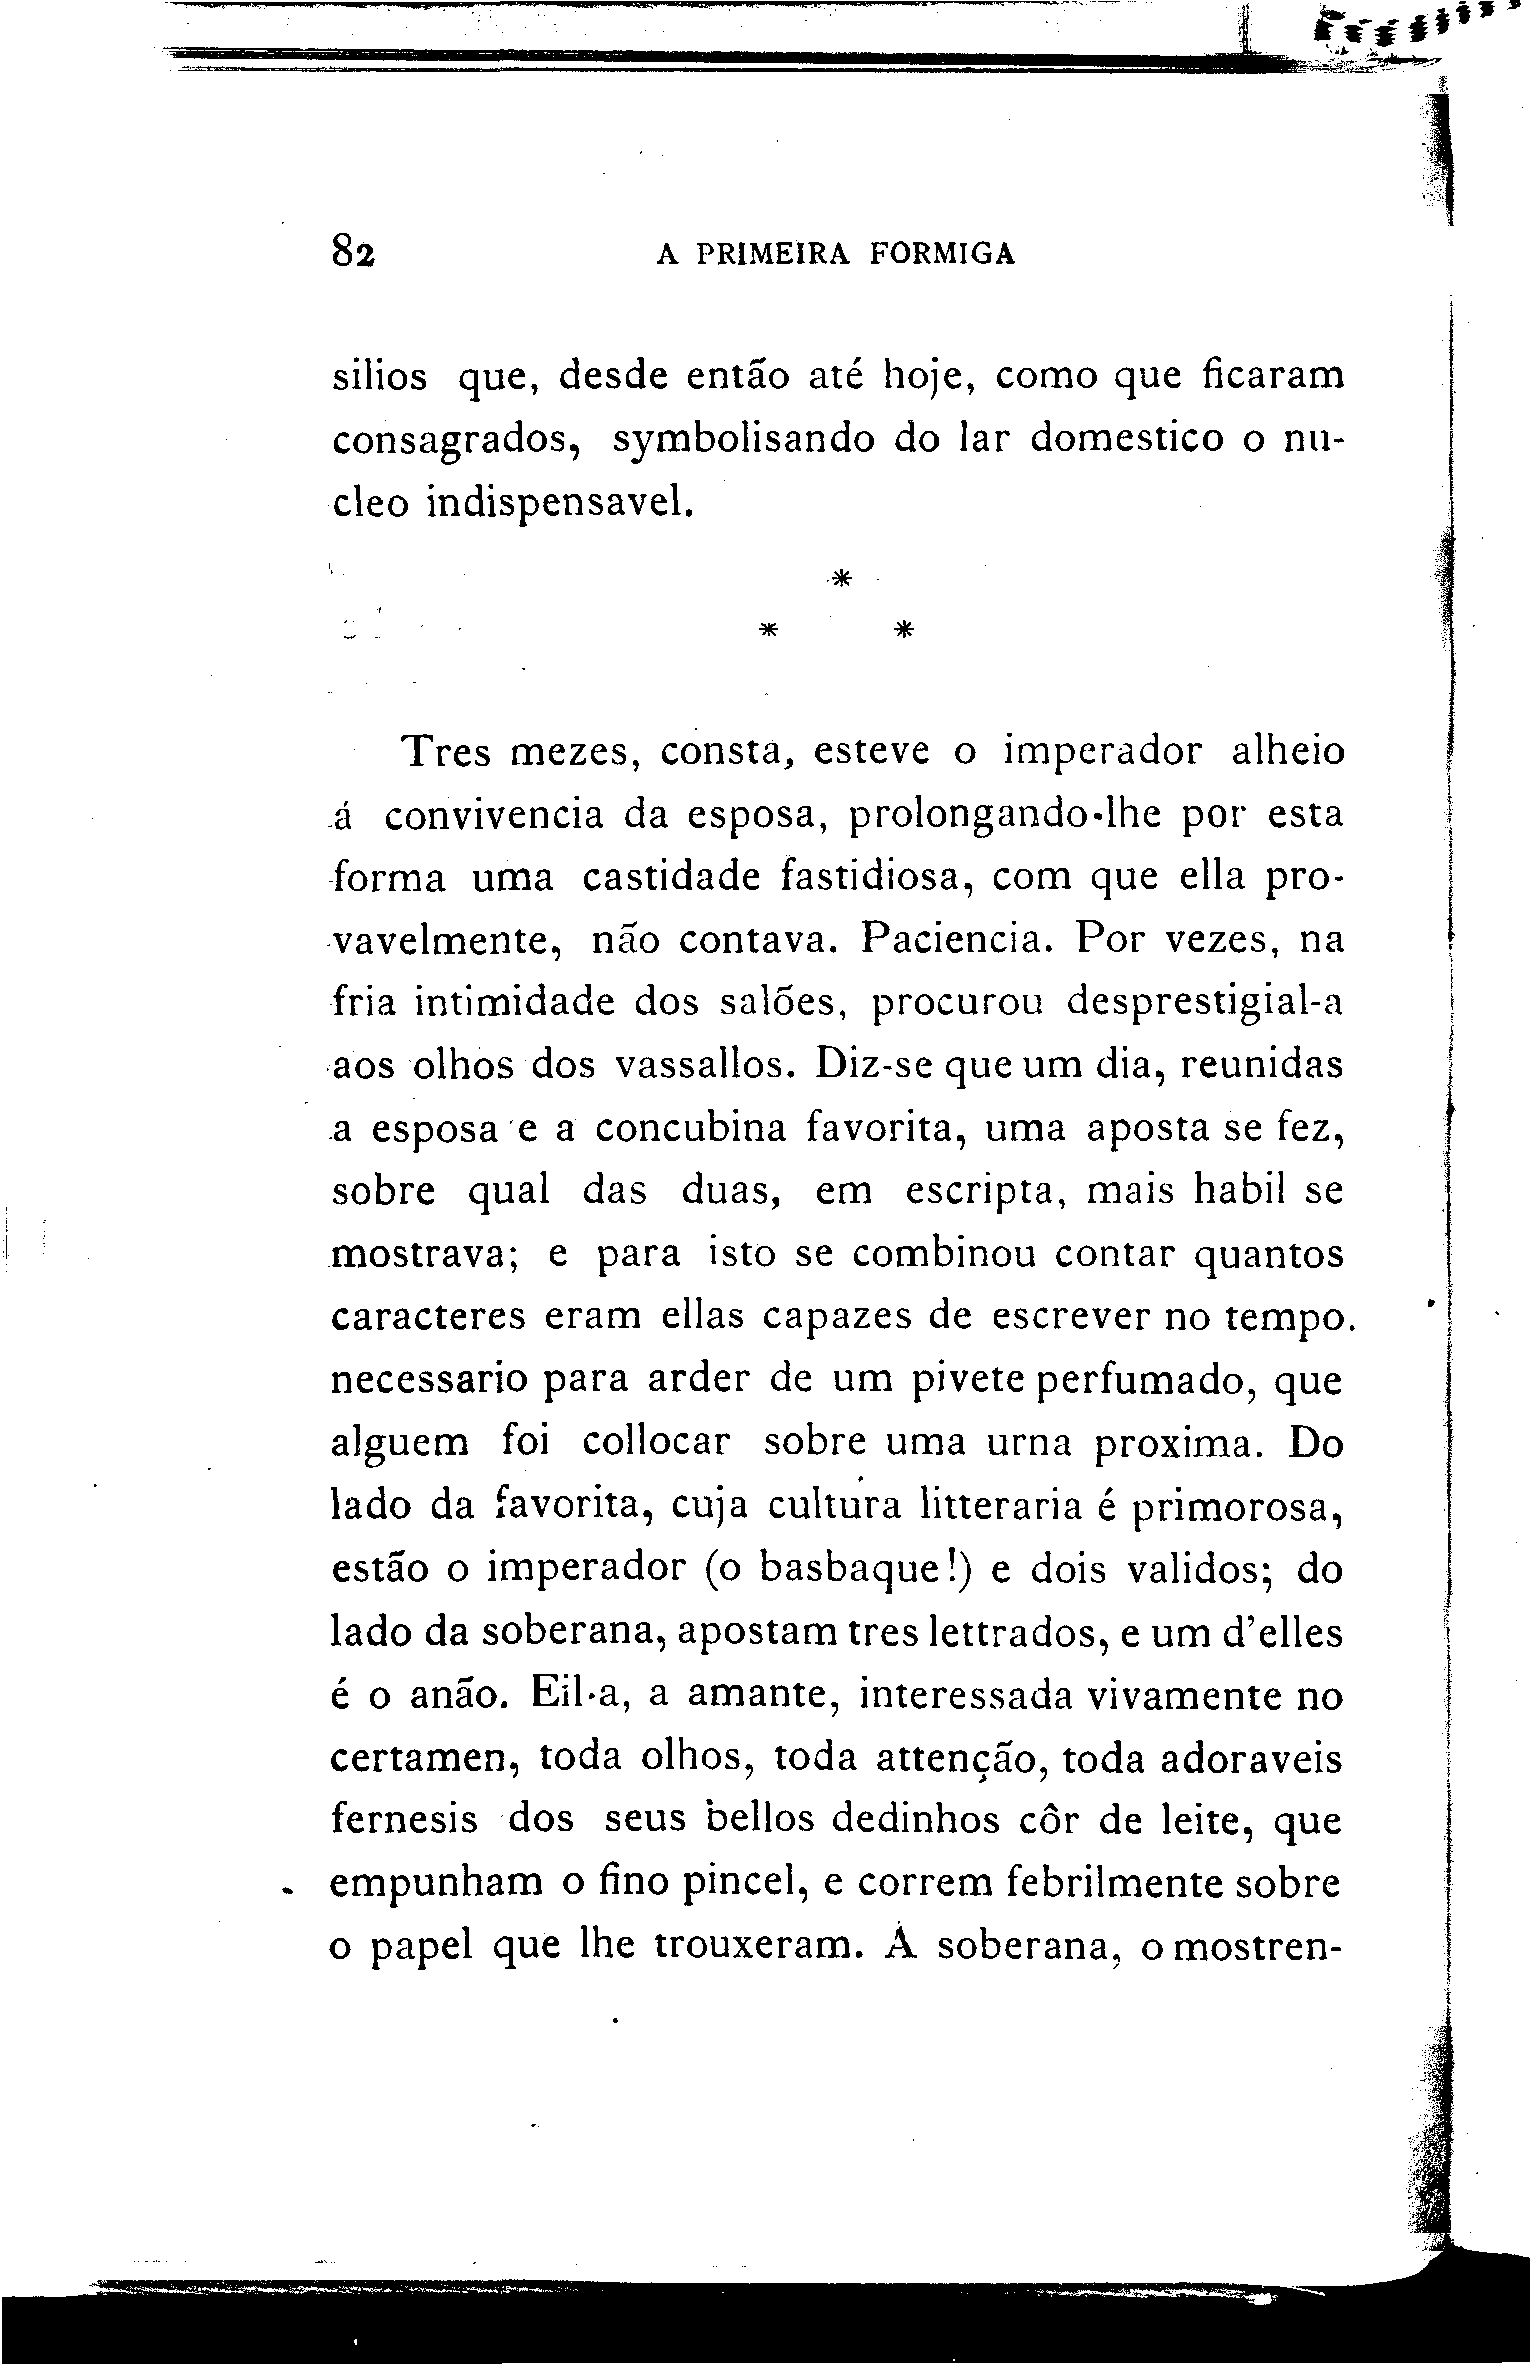 82 A PRIMEIRA FORMIGA
silios que, desde então até hoje, como que ficaram
consagrados, symbolisando do lar domestico o nu-
cleo indispensavel.
*
* *
Tres mezes, consta, esteve o imperador alheio
á convivencia da esposa, prolongando-lhe por esta
forma uma castidade fastidiosa, com que ella pro-
vavelmente, não contava. Paciencia. Por vezes, na
fria intimidade dos salões, procurou desprestigial-a
aos olhos dos vassallos. Diz-se que um dia, reunidas
a esposa e a concubina favorita, uma aposta se fez,
sobre qual das duas, em escripta, mais habil se
mostrava; e para isto se combinou contar quantos
caracteres eram ellas capazes de escrever no tempo.
necessario para arder de um pivete perfumado, que
alguem foi collocar sobre uma urna proxima. Do
lado da favorita, cuja cultura litteraria é primorosa,
estão o imperador (o basbaque!) e dois validos; do
lado da soberana, apostam tres lettrados, e um d'elles
é o anão. Eil-a, a amante, interessada vivamente no
certamen, toda olhos, toda attenção, toda adoraveis
fernesis dos seus bellos dedinhos côr de leite, que
empunham o fino pincel, e correm febrilmente sobre
o papel que lhe trouxeram. A soberana, o mostren-